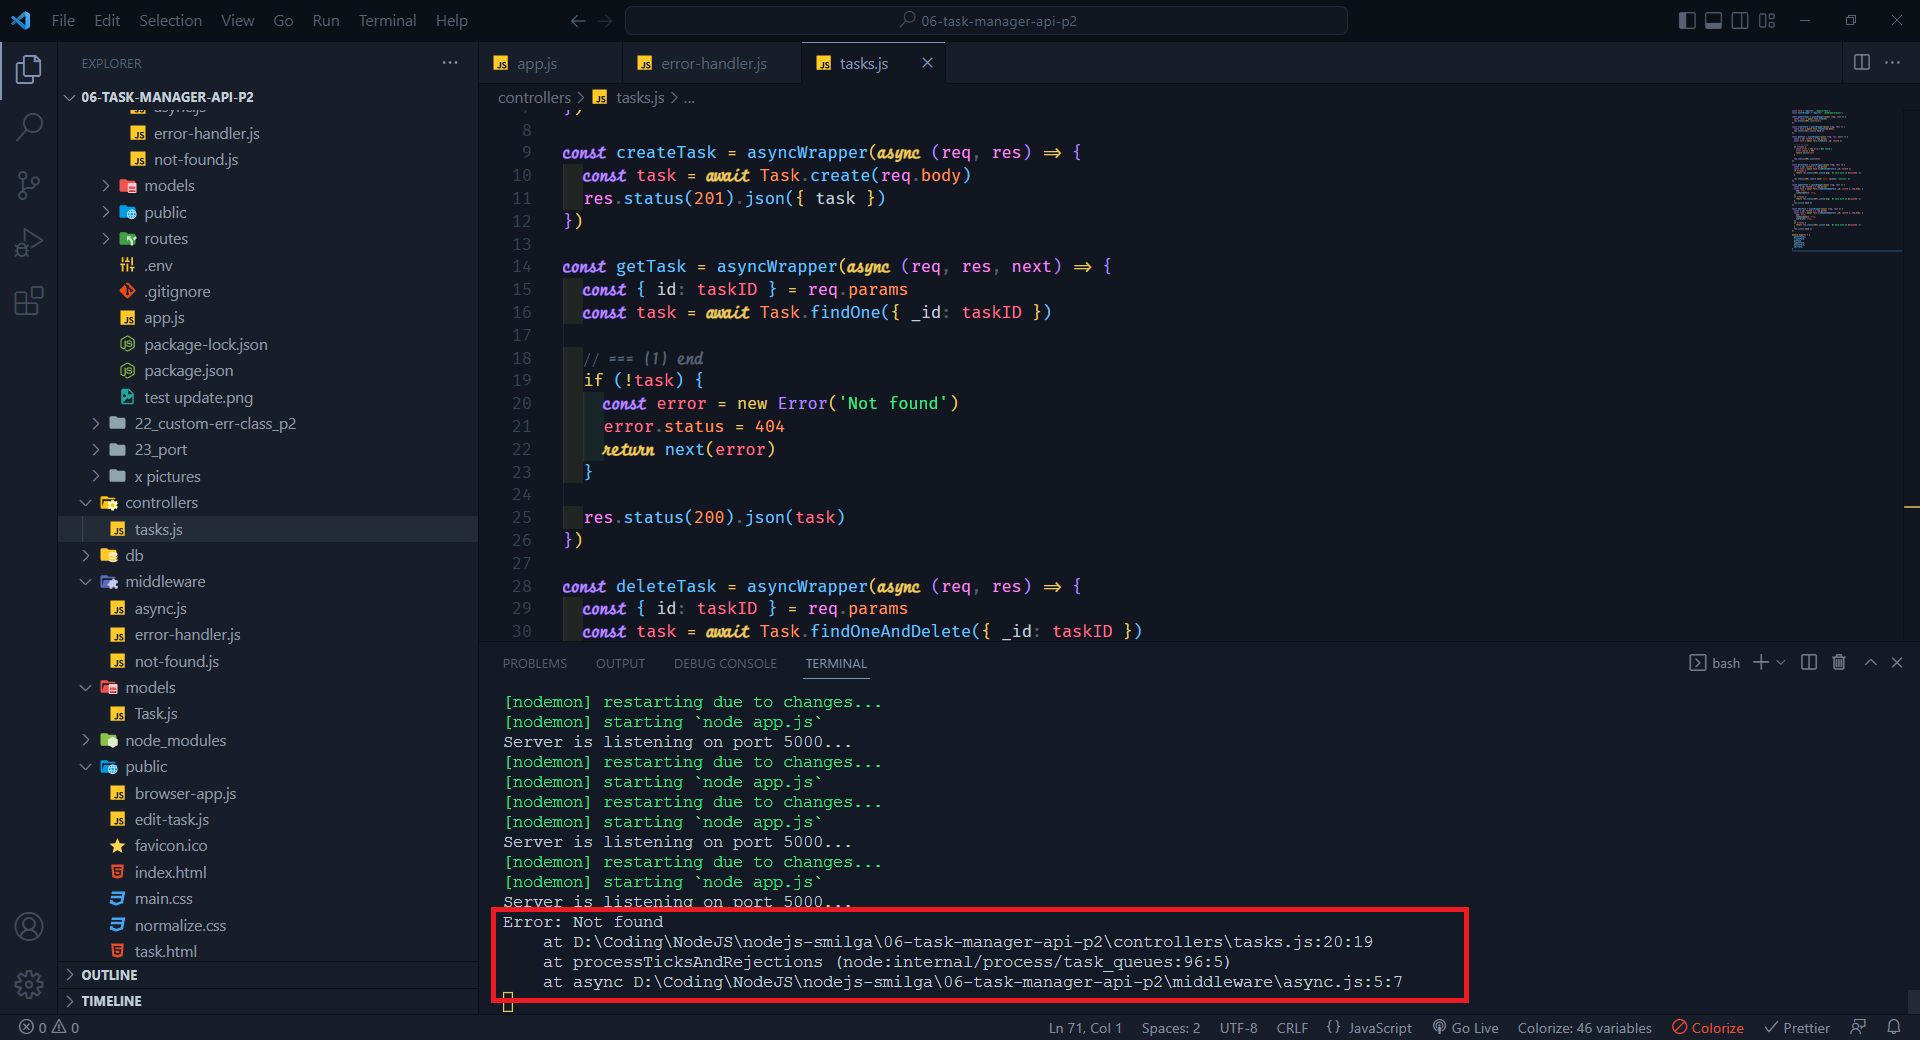 File Edit Selection View Go Run Terminal Help
06-task-manager-api-p2
EXPLORER
06-TASK-MANAGER-API-P2
async.js
error-handler.js
not-found.js
models
public
routes
.env
.gitignore
app.js
package-lock.json
package.json
test update.png
22_custom-err-class_p2
23_port
x pictures
controllers
tasks.js
db
middleware
async.js
error-handler.js
not-found.js
models
Task.js
node_modules
public
browser-app.js
edit-task.js
favicon.ico
index.html
main.css
normalize.css
task.html
OUTLINE
TIMELINE
app.js error-handler.js tasks.js
controllers > tasks.js > ...
7 })
8
9 const createTask = asyncWrapper(async (req, res) => {
10 const task = await Task.create(req.body)
11 res.status(201).json({ task })
12 })
13
14 const getTask = asyncWrapper(async (req, res, next) => {
15 const { id: taskID } = req.params
16 const task = await Task.findOne({ _id: taskID })
17
18 // === (1) end
19 if (!task) {
20 const error = new Error('Not found')
21 error.status = 404
22 return next(error)
23 }
24
25 res.status(200).json(task)
26 })
27
28 const deleteTask = asyncWrapper(async (req, res) => {
29 const { id: taskID } = req.params
30 const task = await Task.findOneAndDelete({ _id: taskID })
PROBLEMS OUTPUT DEBUG CONSOLE TERMINAL
bash
[nodemon] restarting due to changes...
[nodemon] starting `node app.js`
Server is listening on port 5000...
[nodemon] restarting due to changes...
[nodemon] starting `node app.js`
[nodemon] restarting due to changes...
[nodemon] starting `node app.js`
Server is listening on port 5000...
[nodemon] restarting due to changes...
[nodemon] starting `node app.js`
Server is listening on port 5000...
Error: Not found
at D:\Coding\NodeJS\nodejs-smilga\06-task-manager-api-p2\controllers\tasks.js:20:19
at processTicksAndRejections (node:internal/process/task_queues:96:5)
at async D:\Coding\NodeJS\nodejs-smilga\06-task-manager-api-p2\middleware\async.js:5:7
0 0 Ln 71, Col 1 Spaces: 2 UTF-8 CRLF {} JavaScript Go Live Colorize: 46 variables Colorize Prettier